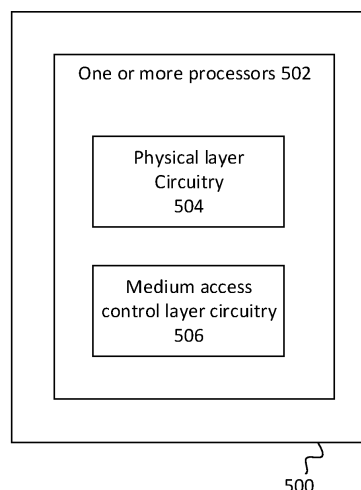 One or more processors 502
Physical layer
Circuitry
504
Medium access
control layer circuitry
506
500